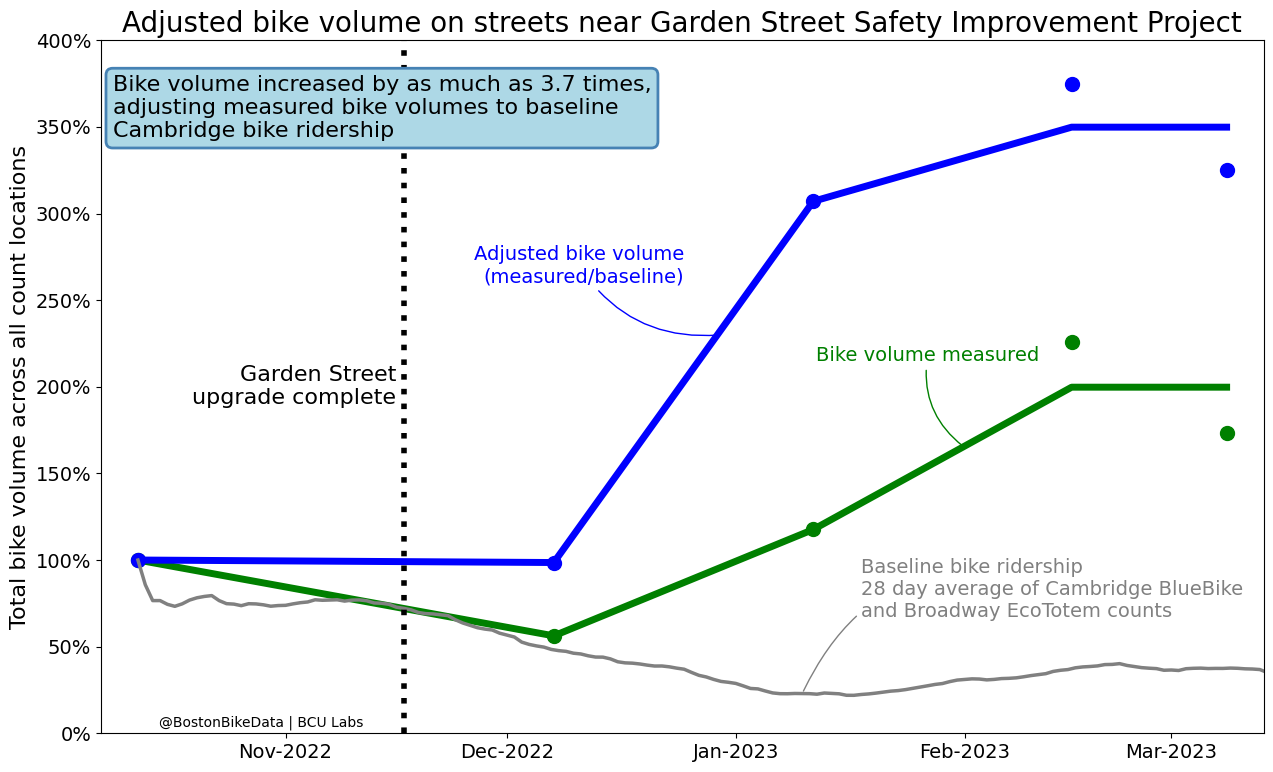 Adjusted bike volume on streets near Garden Street Safety Improvement Project
Total bike volume across all count locations
400%
350%
300%
250%
200%
150%
100%
50%
0%
Bike volume increased by as much as 3.7 times,
adjusting measured bike volumes to baseline
Cambridge bike ridership
Adjusted bike volume
(measured/baseline)
Bike volume measured
Garden Street
upgrade complete
Baseline bike ridership
28 day average of Cambridge BlueBike
and Broadway EcoTotem counts
@BostonBikeData | BCU Labs
Nov-2022
Dec-2022
Jan-2023
Feb-2023
Mar-2023